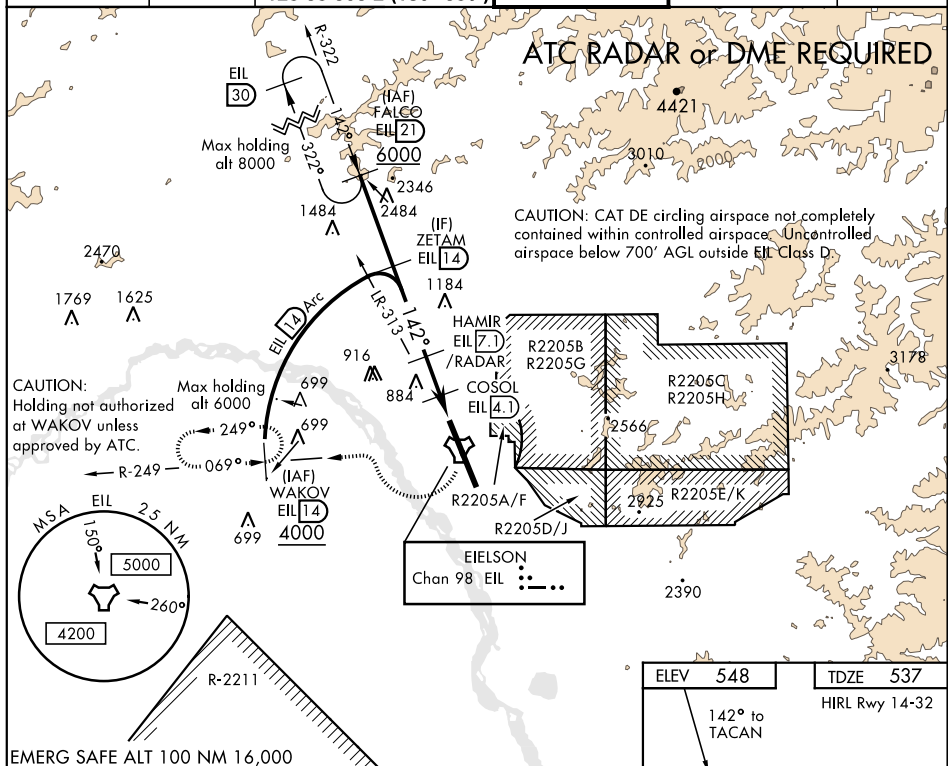 ATC RADAR or DME REQUIRED
R-322
EIL
30
142°
322°
Max holding
alt 8000
(IAF)
FALCO
EIL 21
6000
4421
3010
2000
2346
2484
1484
CAUTION: CAT DE circling airspace not completely
contained within controlled airspace. Uncontrolled
airspace below 700' AGL outside EIL Class D.
(IF)
ZETAM
EIL 14
2470
1769
1625
1184
EIL 14 Arc
LR-313
142°
HAMIR
EIL 7.1
/RADAR
R2205B
R2205G
R2205C
R2205H
3178
916
884
COSOL
EIL 4.1
CAUTION:
Holding not authorized
at WAKOV unless
approved by ATC.
Max holding
alt 6000
699
699
249°
069°
R-249
2566
(IAF)
WAKOV
EIL 14
4000
699
R2205A/F
R2205E/K
2925
R2205D/J
MSA EIL 25 NM
150°
5000
260°
4200
EIELSON
Chan 98 EIL
2390
R-2211
ELEV 548
TDZE 537
HIRL Rwy 14-32
142° to
TACAN
EMERG SAFE ALT 100 NM 16,000